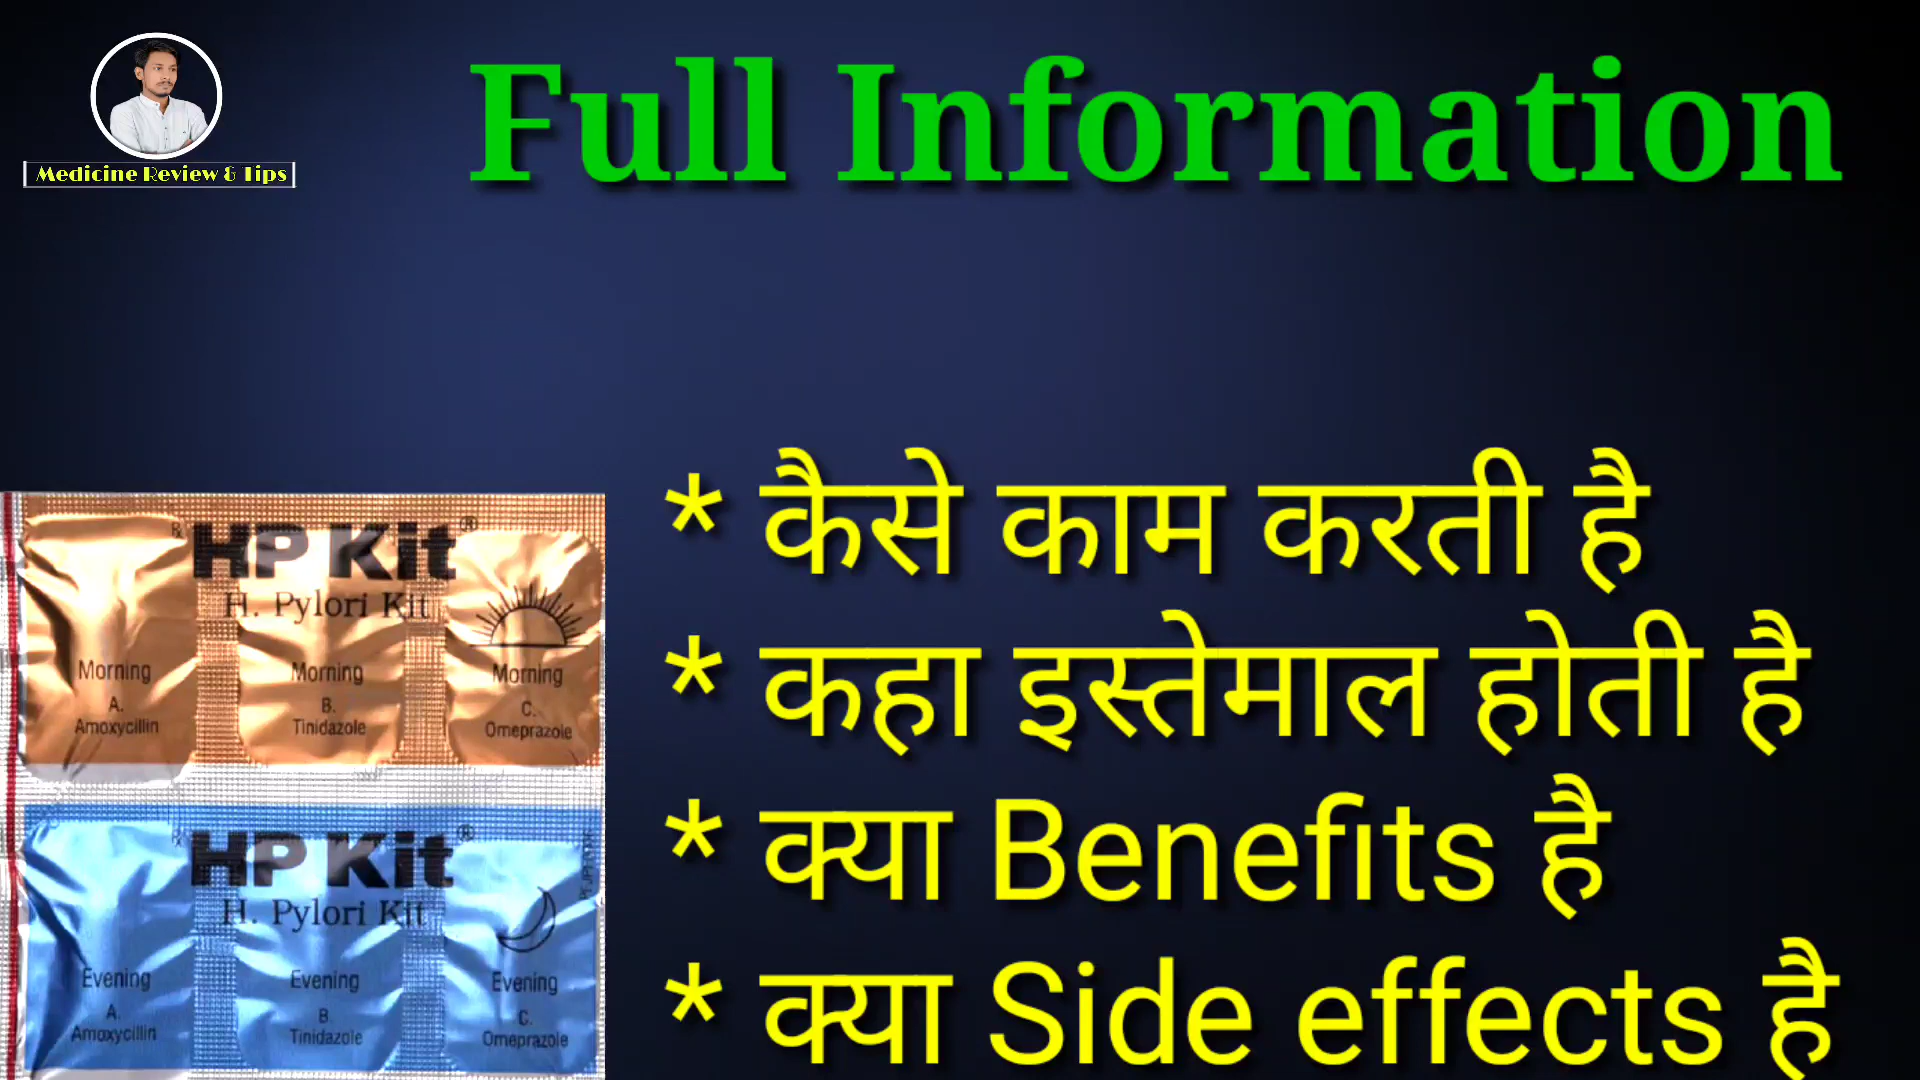 Medicine Review & Tips
Full Information
* कैसे काम करती है
* कहा इस्तेमाल होती है
* क्या Benefits है
* क्या Side effects है
HP Kit®
H. Pylori Kit
Morning
A.
Amoxycillin
Morning
B.
Tinidazole
Morning
C.
Omeprazole
HP Kit®
H. Pylori Kit
Evening
A.
Amoxycillin
Evening
B.
Tinidazole
Evening
C.
Omeprazole